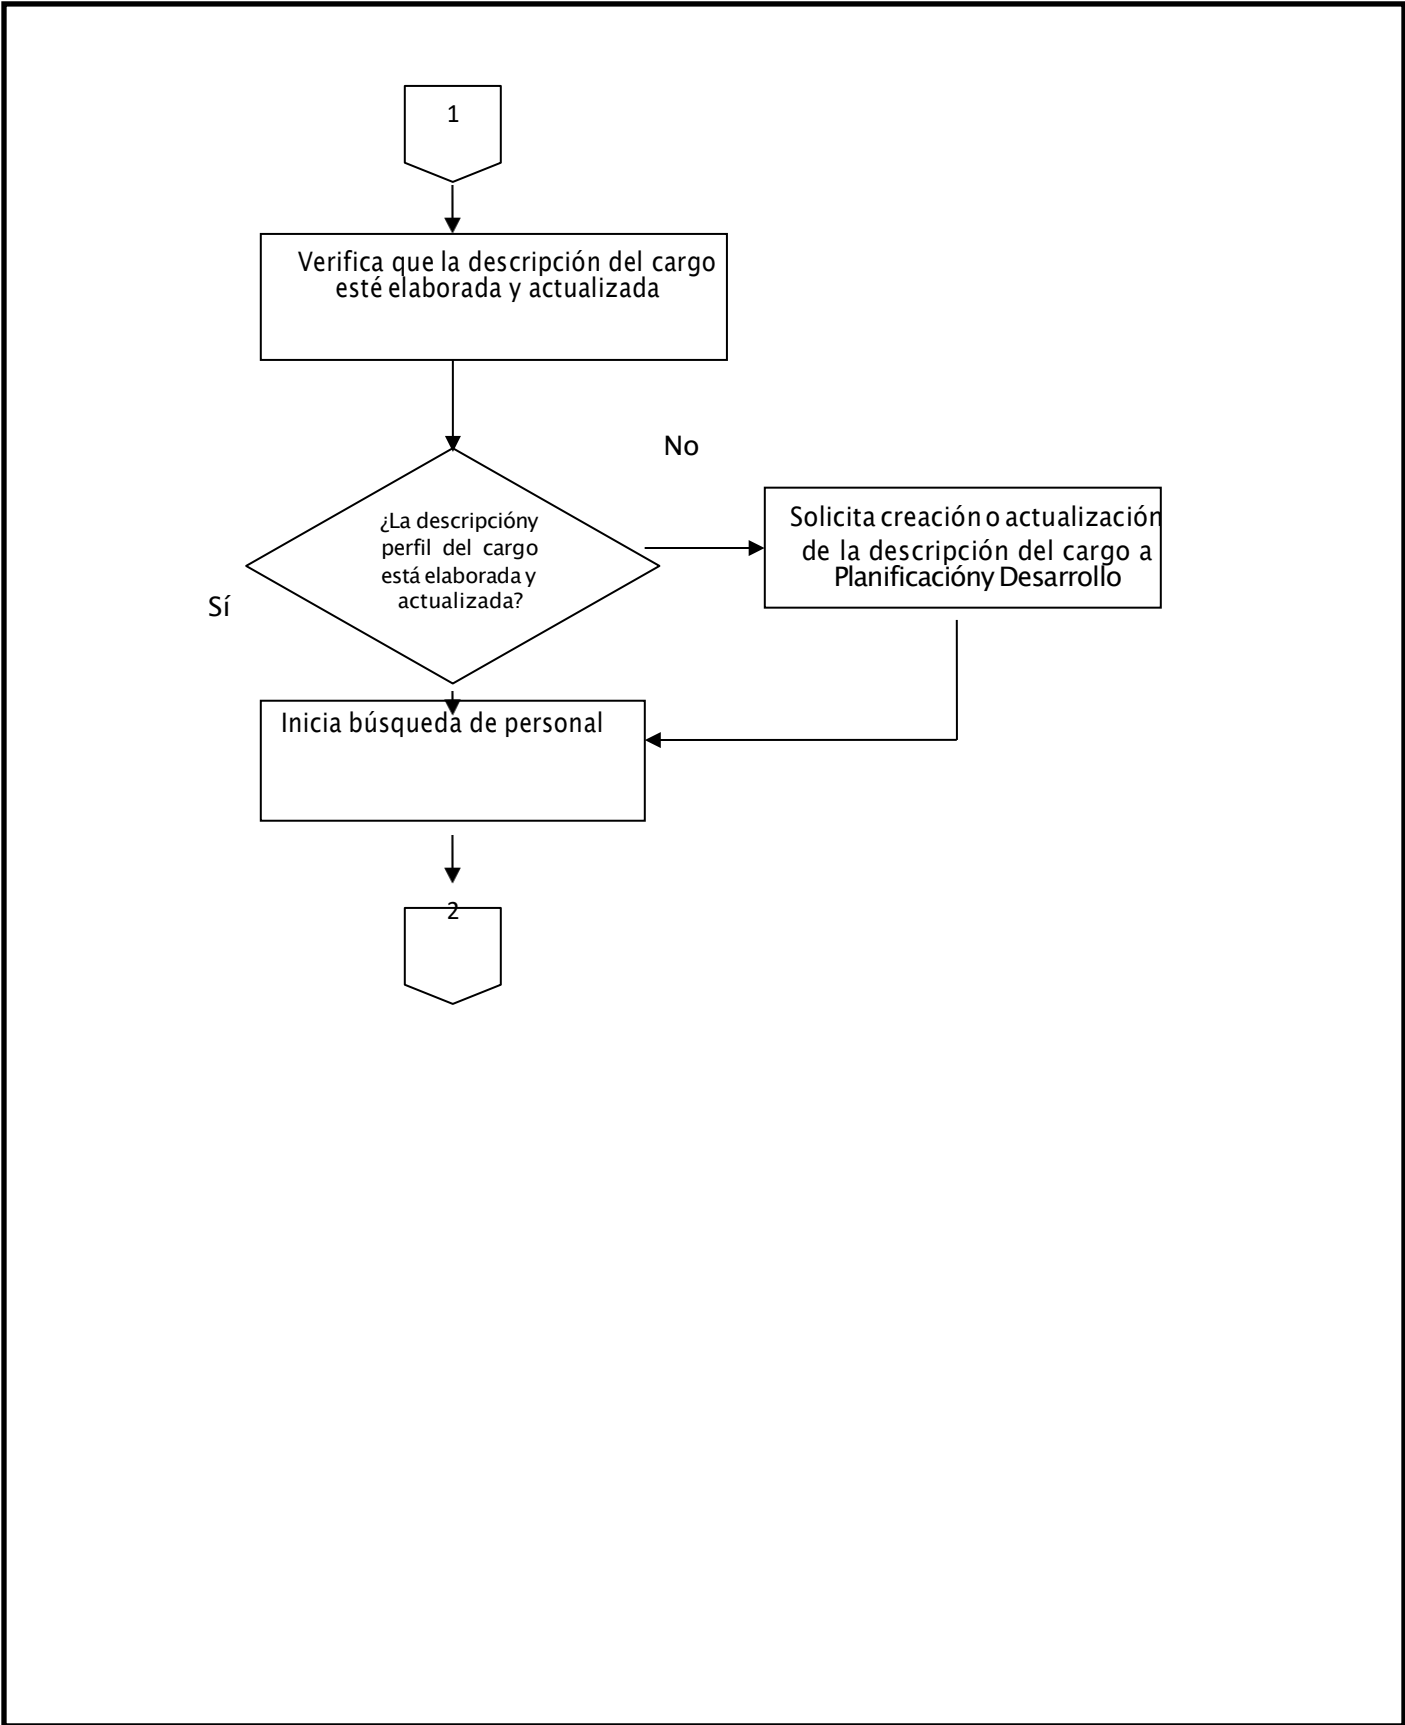 1
Verifica que la descripción del cargo
esté elaborada y actualizada
No
¿La descripcióny
perfil del cargo
está elaborada y
actualizada?
Solicita creación o actualización
de la descripción del cargo a
Planificacióny Desarrollo
Sí
Inicia búsqueda de personal
2